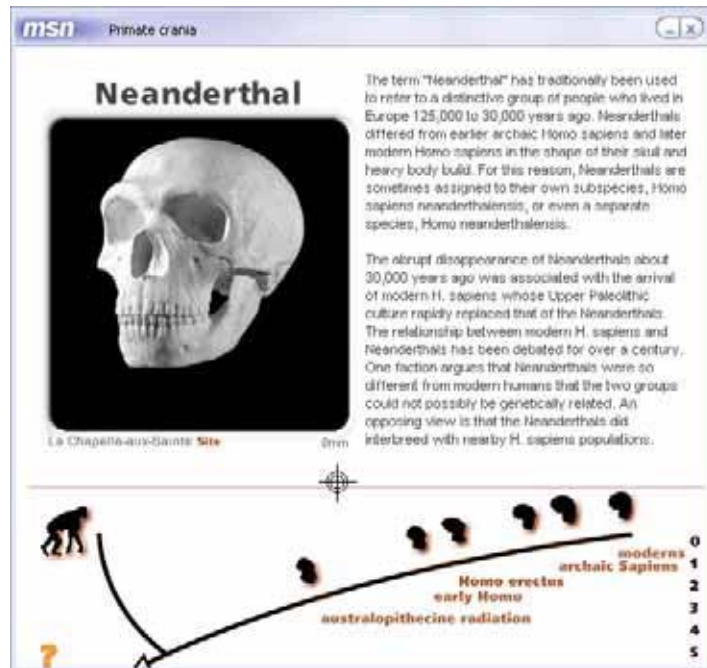 msn Primate crania
Neanderthal
The term "Neanderthal" has traditionally been used
to refer to a distinctive group of people who lived in
Europe 125,000 to 30,000 years ago. Neanderthals
differed from earlier archaic Homo sapiens and later
modern Homo sapiens in the shape of their skull and
heavy body build. For this reason, Neanderthals are
sometimes assigned to their own subspecies, Homo
sapiens neanderthalensis, or even a separate
species, Homo neanderthalensis.
The abrupt disappearance of Neanderthals about
30,000 years ago was associated with the arrival
of modern H. sapiens whose Upper Paleolithic
culture rapidly replaced that of the Neanderthals.
The relationship between modern H. sapiens and
Neanderthals has been debated for over a century.
One faction argues that Neanderthals were so
different from modern humans that the two groups
could not possibly be genetically related. An
opposing view is that the Neanderthals did
interbreed with nearby H. sapiens populations.
La Chapelle-aux-Sainte Site 0mm
moderns
archaic Sapiens
Homo erectus
early Homo
australopithecine radiation
0
1
2
3
4
5
?